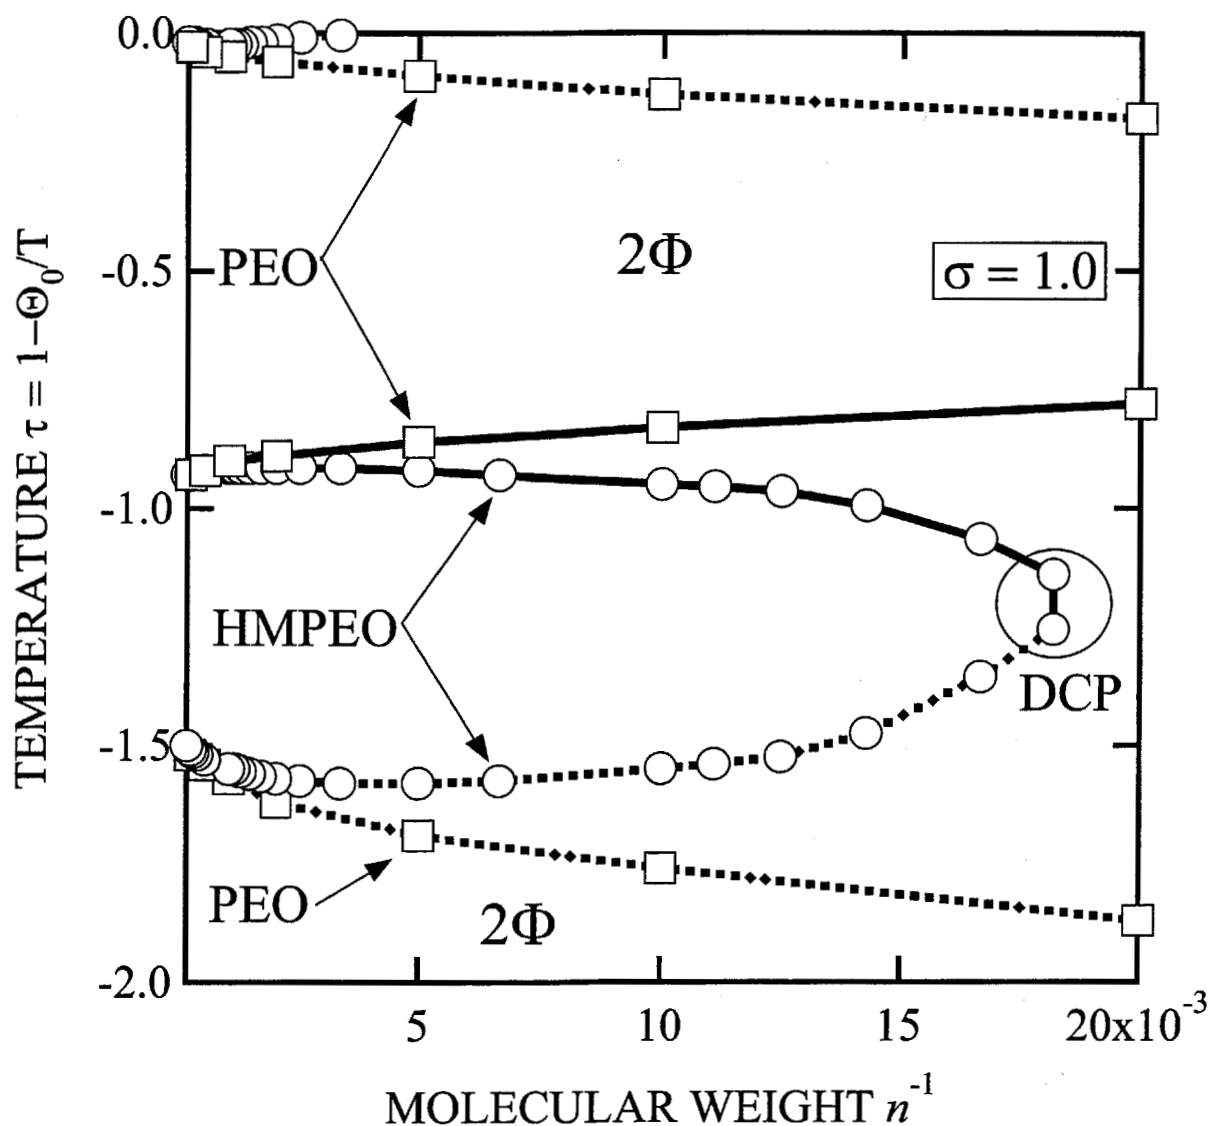 0.0
PEO
2Φ
-0.5
σ = 1.0
TEMPERATURE τ = 1−Θ₀/T
-1.0
HMPEO
DCP
-1.5
PEO
2Φ
-2.0
5 10 15 20x10⁻³
MOLECULAR WEIGHT n⁻¹